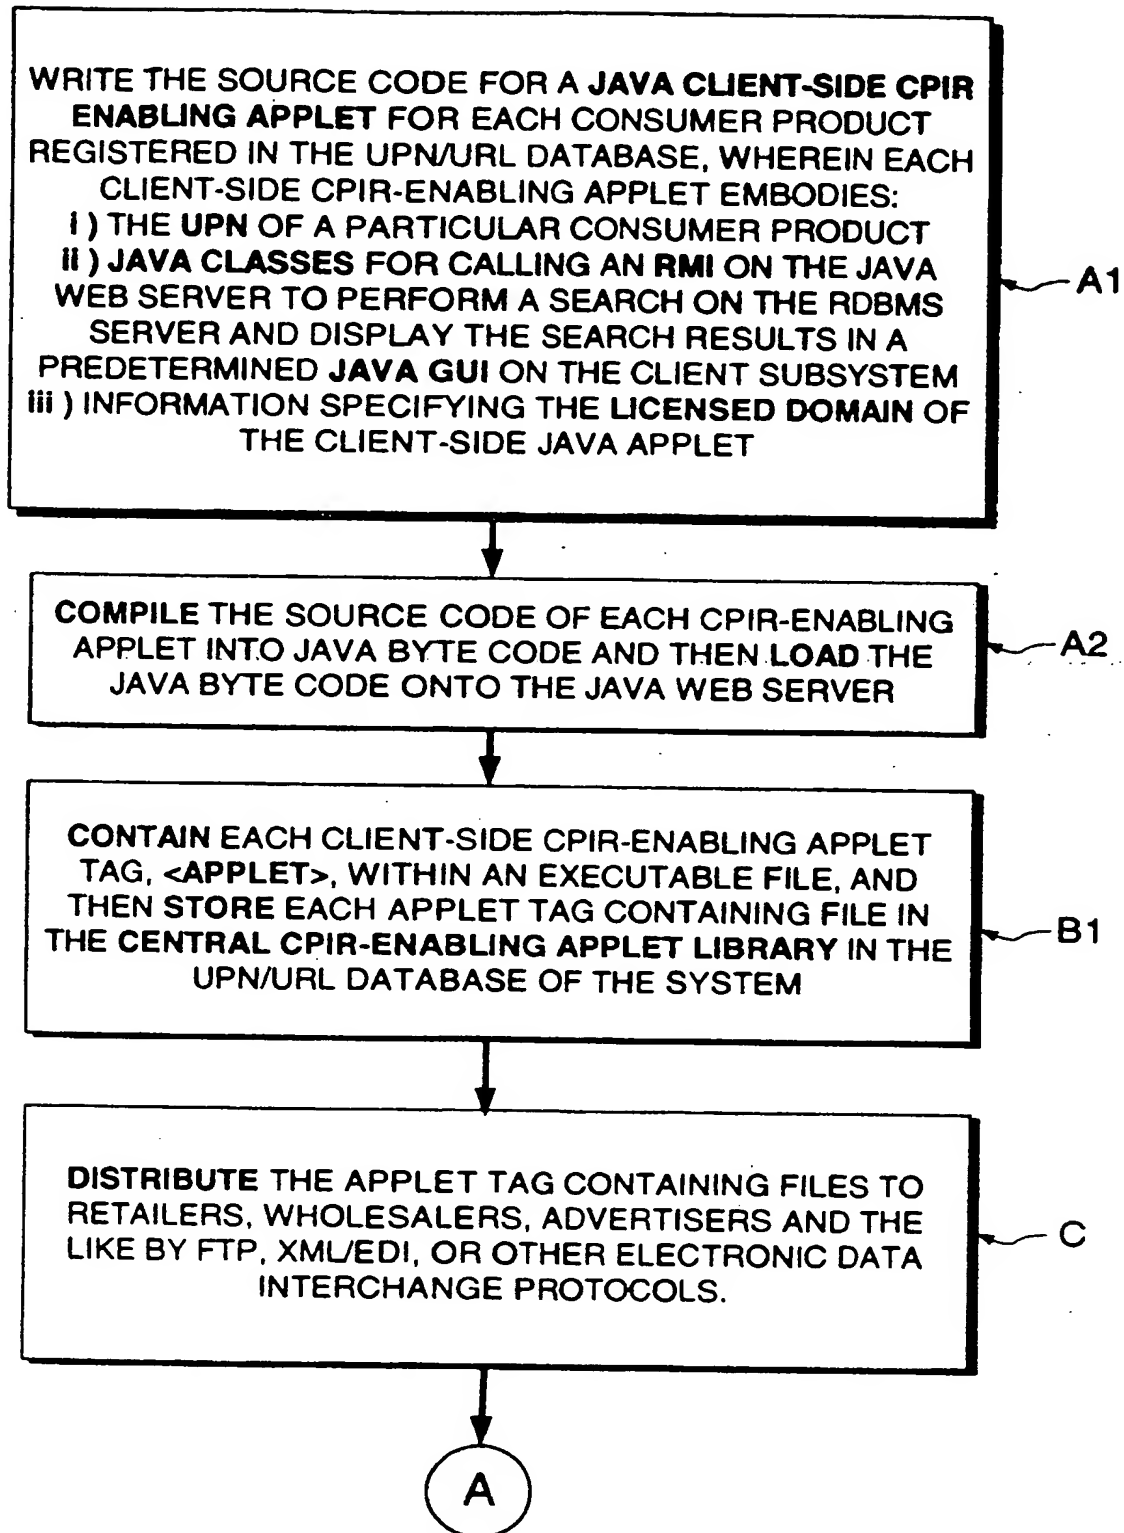 WRITE THE SOURCE CODE FOR A JAVA CLIENT-SIDE CPIR
ENABLING APPLET FOR EACH CONSUMER PRODUCT
REGISTERED IN THE UPN/URL DATABASE, WHEREIN EACH
CLIENT-SIDE CPIR-ENABLING APPLET EMBODIES:
i ) THE UPN OF A PARTICULAR CONSUMER PRODUCT
ii ) JAVA CLASSES FOR CALLING AN RMI ON THE JAVA
WEB SERVER TO PERFORM A SEARCH ON THE RDBMS
SERVER AND DISPLAY THE SEARCH RESULTS IN A
PREDETERMINED JAVA GUI ON THE CLIENT SUBSYSTEM
iii ) INFORMATION SPECIFYING THE LICENSED DOMAIN OF
THE CLIENT-SIDE JAVA APPLET
A1
COMPILE THE SOURCE CODE OF EACH CPIR-ENABLING
APPLET INTO JAVA BYTE CODE AND THEN LOAD THE
JAVA BYTE CODE ONTO THE JAVA WEB SERVER
A2
CONTAIN EACH CLIENT-SIDE CPIR-ENABLING APPLET
TAG, <APPLET>, WITHIN AN EXECUTABLE FILE, AND
THEN STORE EACH APPLET TAG CONTAINING FILE IN
THE CENTRAL CPIR-ENABLING APPLET LIBRARY IN THE
UPN/URL DATABASE OF THE SYSTEM
B1
DISTRIBUTE THE APPLET TAG CONTAINING FILES TO
RETAILERS, WHOLESALERS, ADVERTISERS AND THE
LIKE BY FTP, XML/EDI, OR OTHER ELECTRONIC DATA
INTERCHANGE PROTOCOLS.
C
A